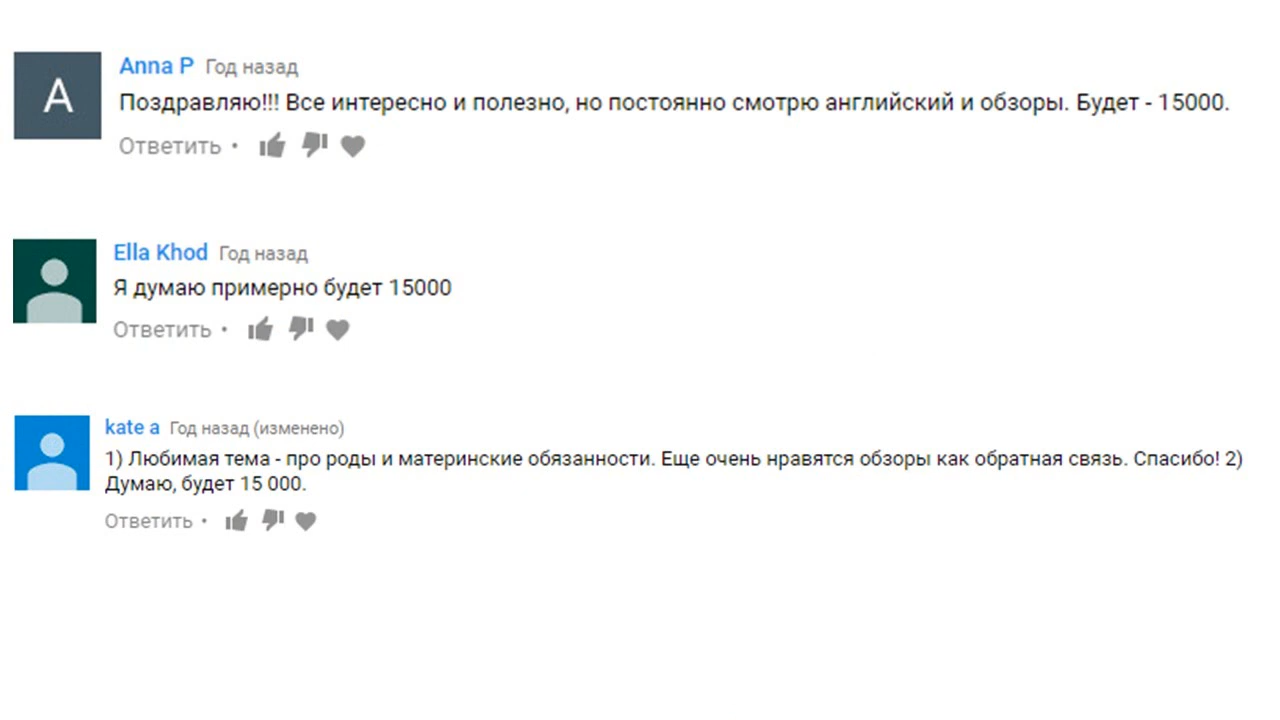 A
Anna P Год назад
Поздравляю!!! Все интересно и полезно, но постоянно смотрю английский и обзоры. Будет - 15000.
Ответить •
Ella Khod Год назад
Я думаю примерно будет 15000
Ответить •
kate a Год назад (изменено)
1) Любимая тема - про роды и материнские обязанности. Еще очень нравятся обзоры как обратная связь. Спасибо! 2)
Думаю, будет 15 000.
Ответить •